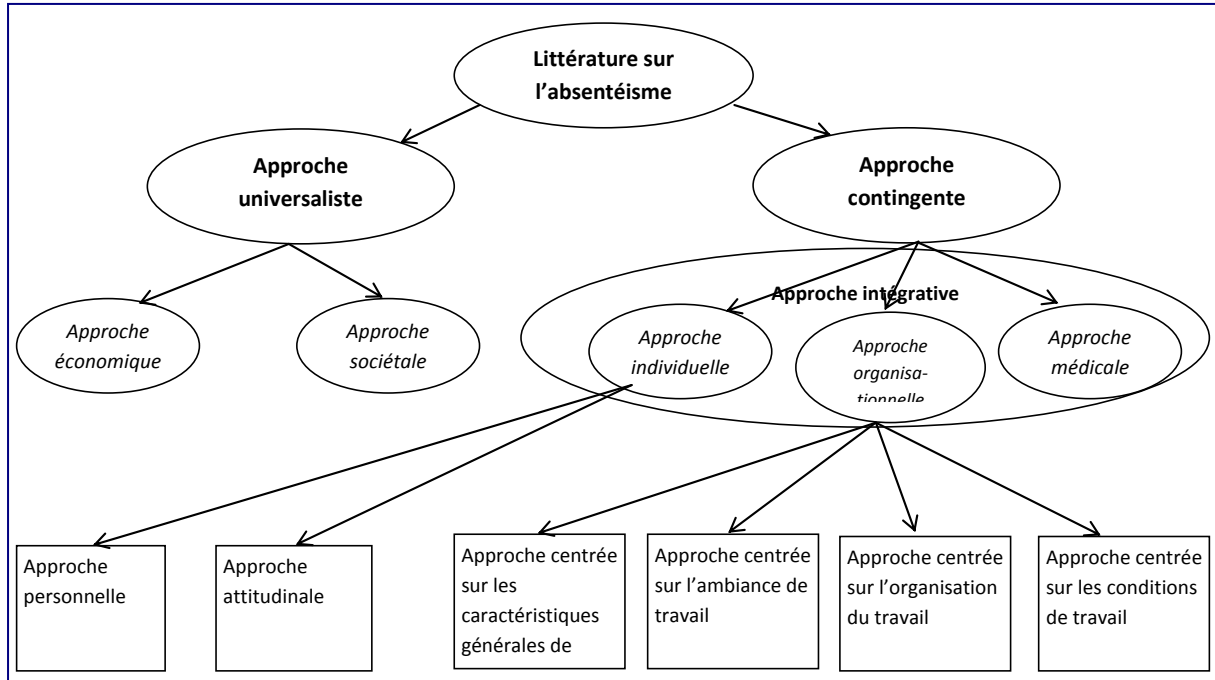 Littérature sur
l'absentéisme
Approche
universaliste
Approche
contingente
Approche intégrative
Approche
économique
Approche
sociétale
Approche
individuelle
Approche
organisa-
tionnelle
Approche
médicale
Approche
personnelle
Approche
attitudinale
Approche centrée
sur les
caractéristiques
générales de
Approche centrée
sur l'ambiance de
travail
Approche centrée
sur l'organisation
du travail
Approche centrée
sur les conditions
de travail